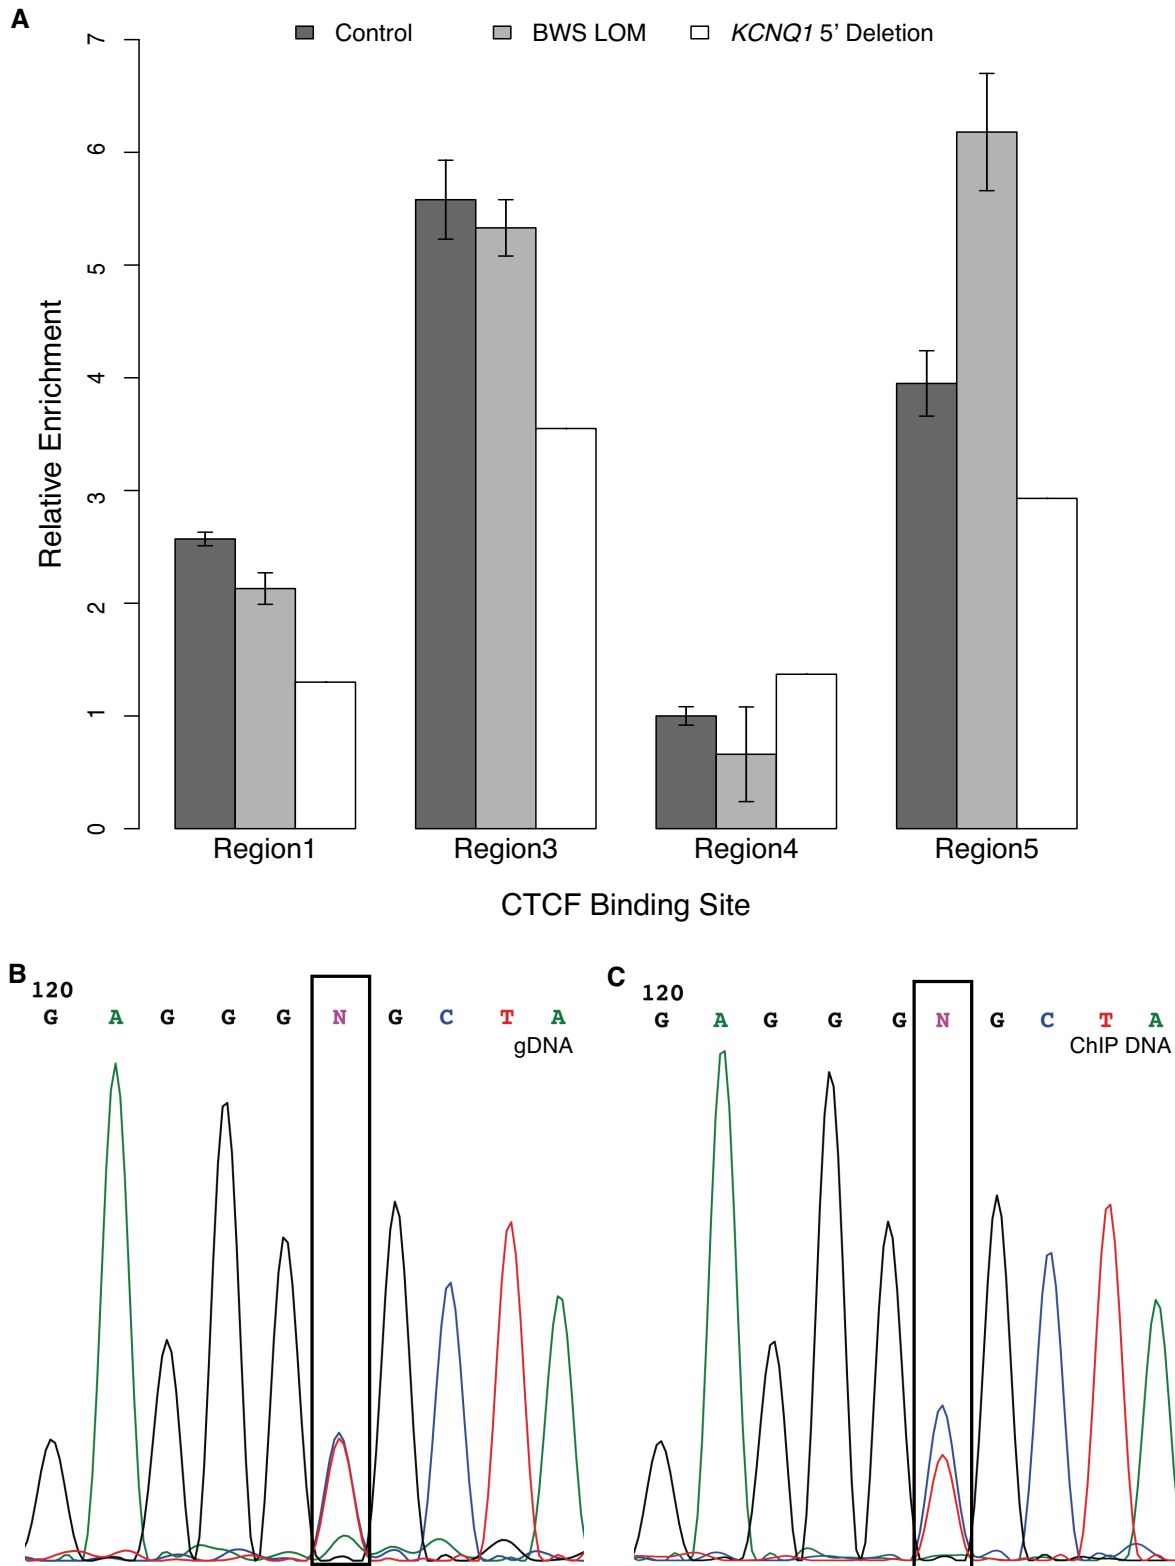 A
Control BWS LOM KCNQ1 5' Deletion
7
6
5
4
3
2
1
0
Relative Enrichment
Region1 Region3 Region4 Region5
CTCF Binding Site
B
120
G A G G G N G C T A
gDNA
C
120
G A G G G N G C T A
ChIP DNA